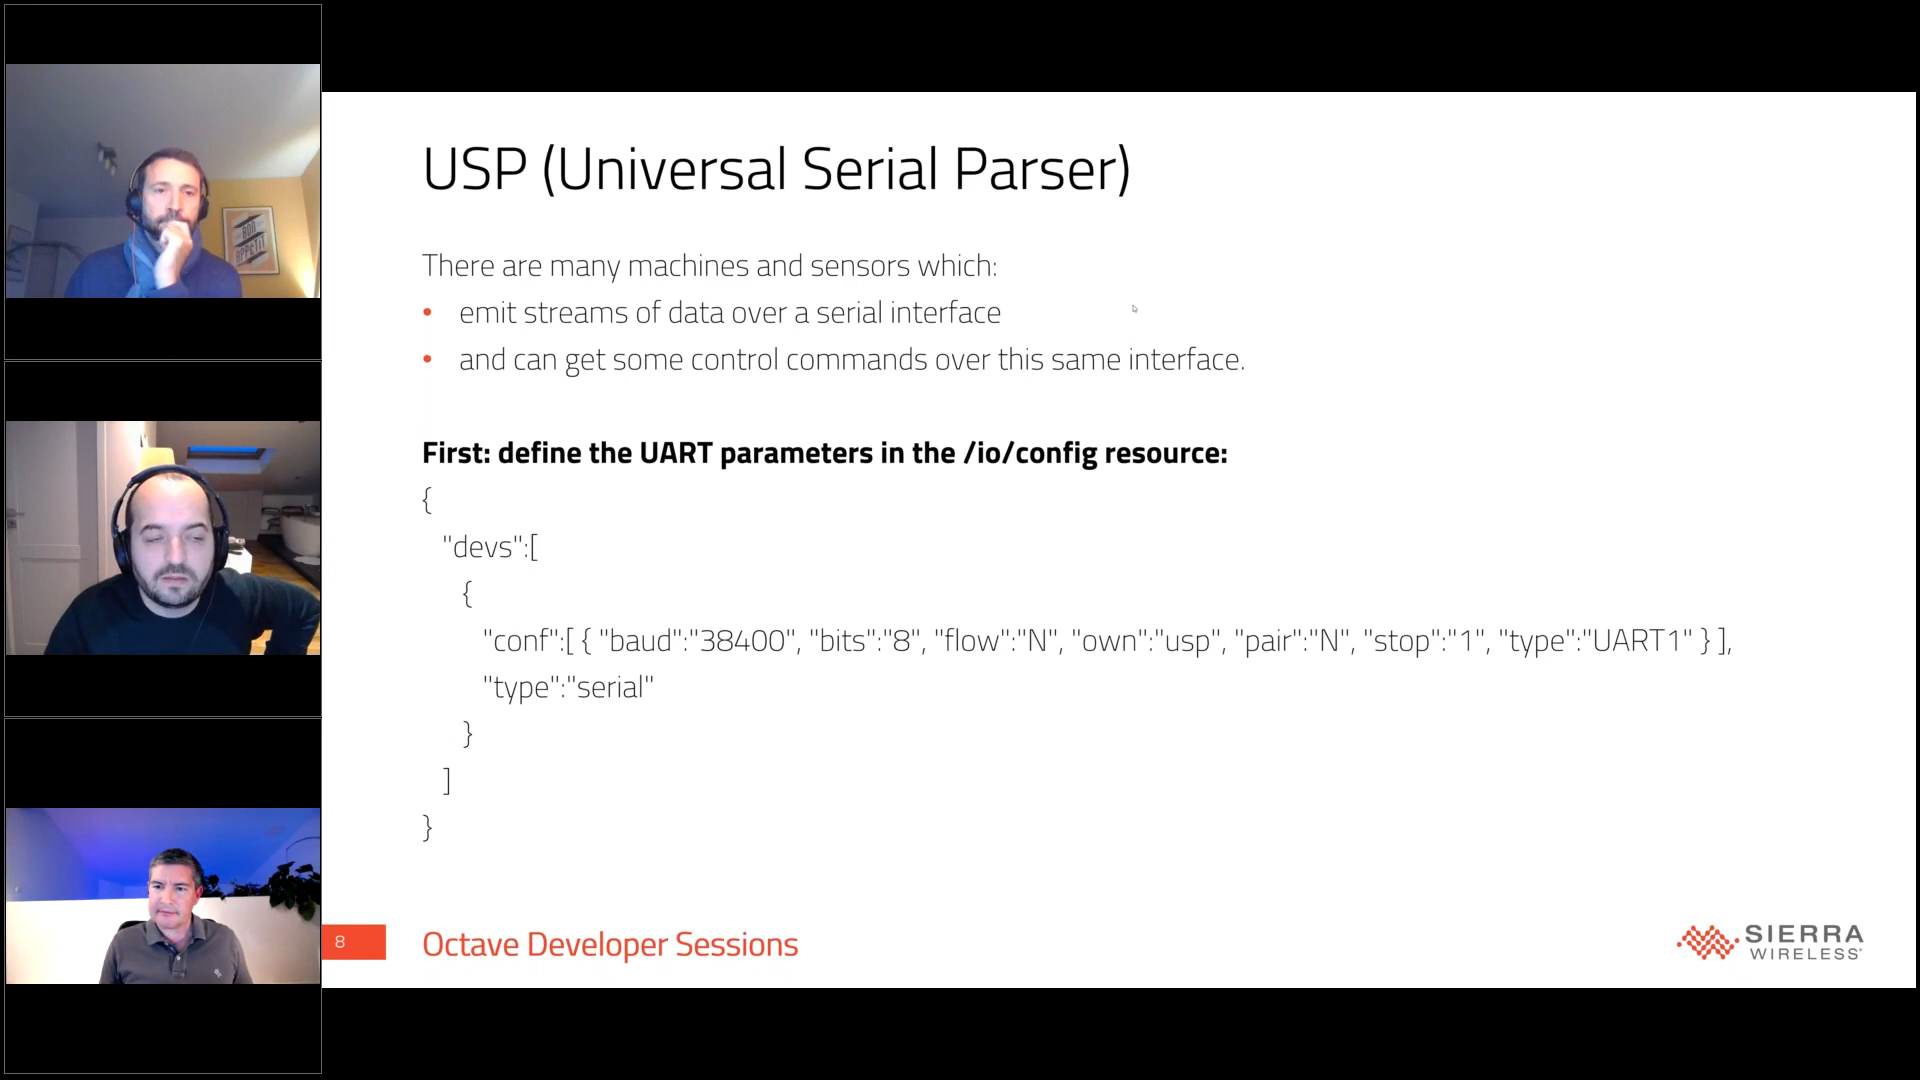 BON
APPETIT
USP (Universal Serial Parser)
There are many machines and sensors which:
• emit streams of data over a serial interface
• and can get some control commands over this same interface.
First: define the UART parameters in the /io/config resource:
{
"devs":[
{
"conf":[ { "baud":"38400", "bits":"8", "flow":"N", "own":"usp", "pair":"N", "stop":"1", "type":"UART1" } ],
"type":"serial"
}
]
}
8
Octave Developer Sessions
SIERRA
WIRELESS